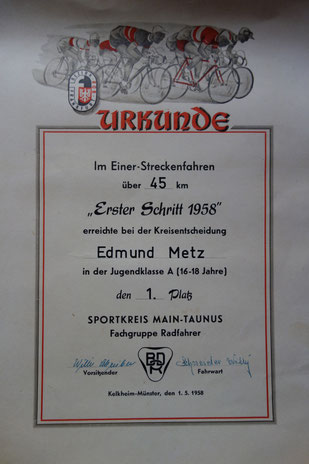 URKUNDE
Im Einer-Streckenfahren
über 45 km
„Erster Schritt 1958"
erreichte bei der Kreisentscheidung
Edmund Metz
in der Jugendklasse A (16-18 Jahre)
den 1. Platz
SPORTKREIS MAIN-TAUNUS
Fachgruppe Radfahrer
BDR
Vorsitzender Fahrwart
Kelkheim-Münster, den 1. 5. 1958